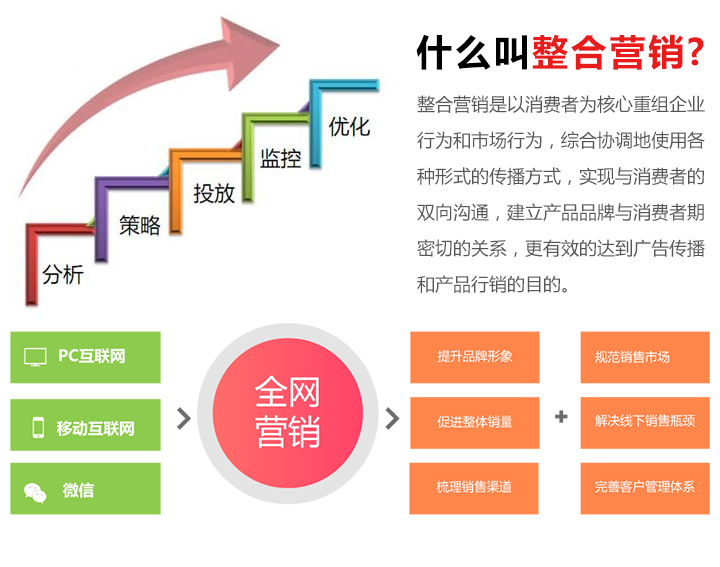 什么叫整合营销?
整合营销是以消费者为核心重组企业
行为和市场行为，综合协调地使用各
种形式的传播方式，实现与消费者的
双向沟通，建立产品品牌与消费者期
密切的关系，更有效的达到广告传播
和产品行销的目的。
优化
监控
投放
策略
分析
PC互联网
移动互联网
微信
全网
营销
提升品牌形象
促进整体销量
梳理销售渠道
+
规范销售市场
解决线下销售瓶颈
完善客户管理体系